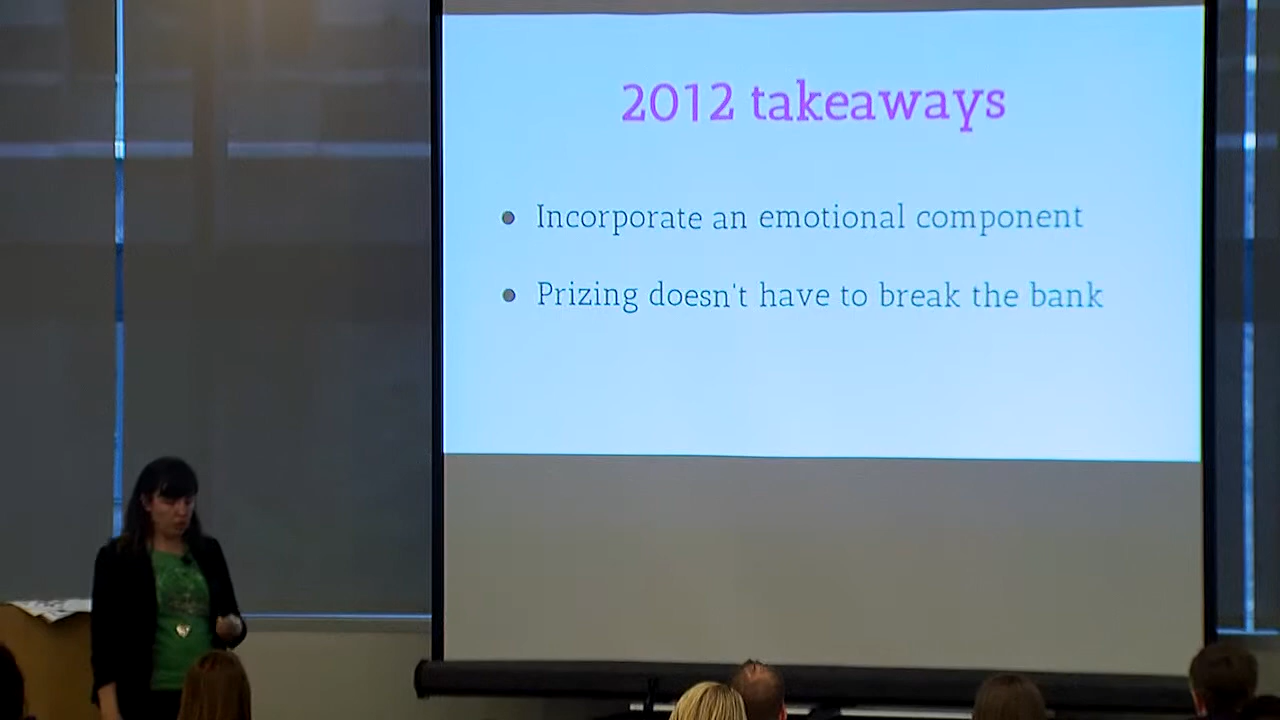 2012 takeaways
• Incorporate an emotional component
• Prizing doesn't have to break the bank